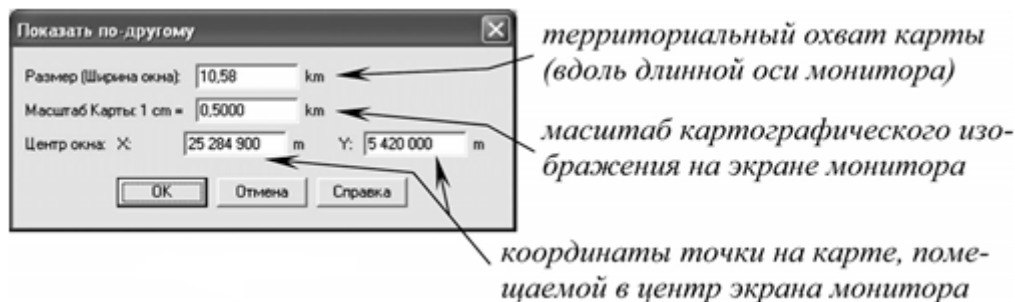 Показать по-другому
территориальный охват карты
(вдоль длинной оси монитора)
Размер (Ширина окна): 10,58 km
Масштаб Карты: 1 cm = 0,5000 km
масштаб картографического изо-
бражения на экране монитора
Центр окна: X: 25 284 900 m Y: 5 420 000 m
OK Отмена Справка
координаты точки на карте, поме-
щаемой в центр экрана монитора